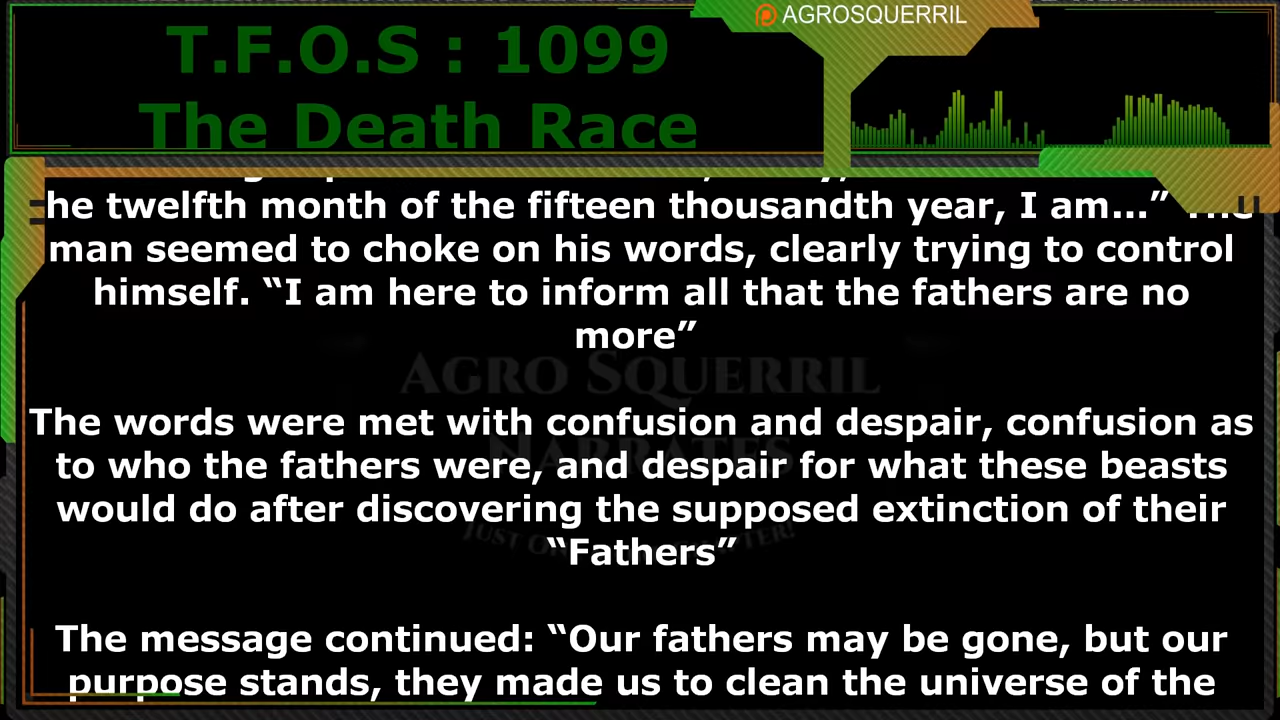 AGROSQUERRIL
T.F.O.S : 1099
The Death Race
he twelfth month of the fifteen thousandth year, I am...” The
man seemed to choke on his words, clearly trying to control
himself. “I am here to inform all that the fathers are no
more”
AGRO SQUERRIL
NARRATES
The words were met with confusion and despair, confusion as
to who the fathers were, and despair for what these beasts
would do after discovering the supposed extinction of their
“Fathers”
The message continued: “Our fathers may be gone, but our
purpose stands, they made us to clean the universe of the